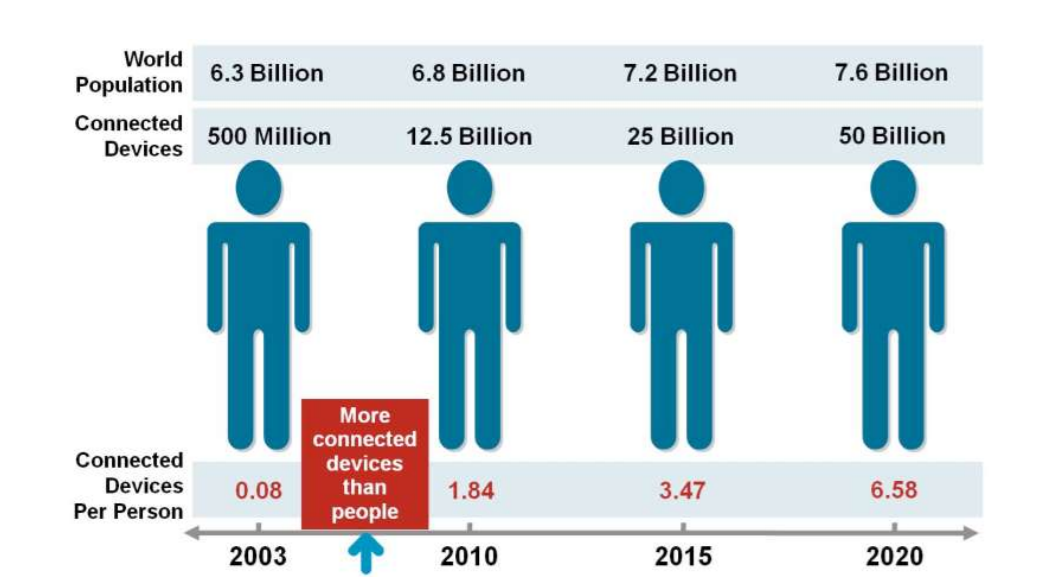 World
Population
6.3 Billion 6.8 Billion 7.2 Billion 7.6 Billion
Connected
Devices
500 Million 12.5 Billion 25 Billion 50 Billion
Connected
Devices
Per Person
0.08 1.84 3.47 6.58
More
connected
devices
than
people
2003 2010 2015 2020